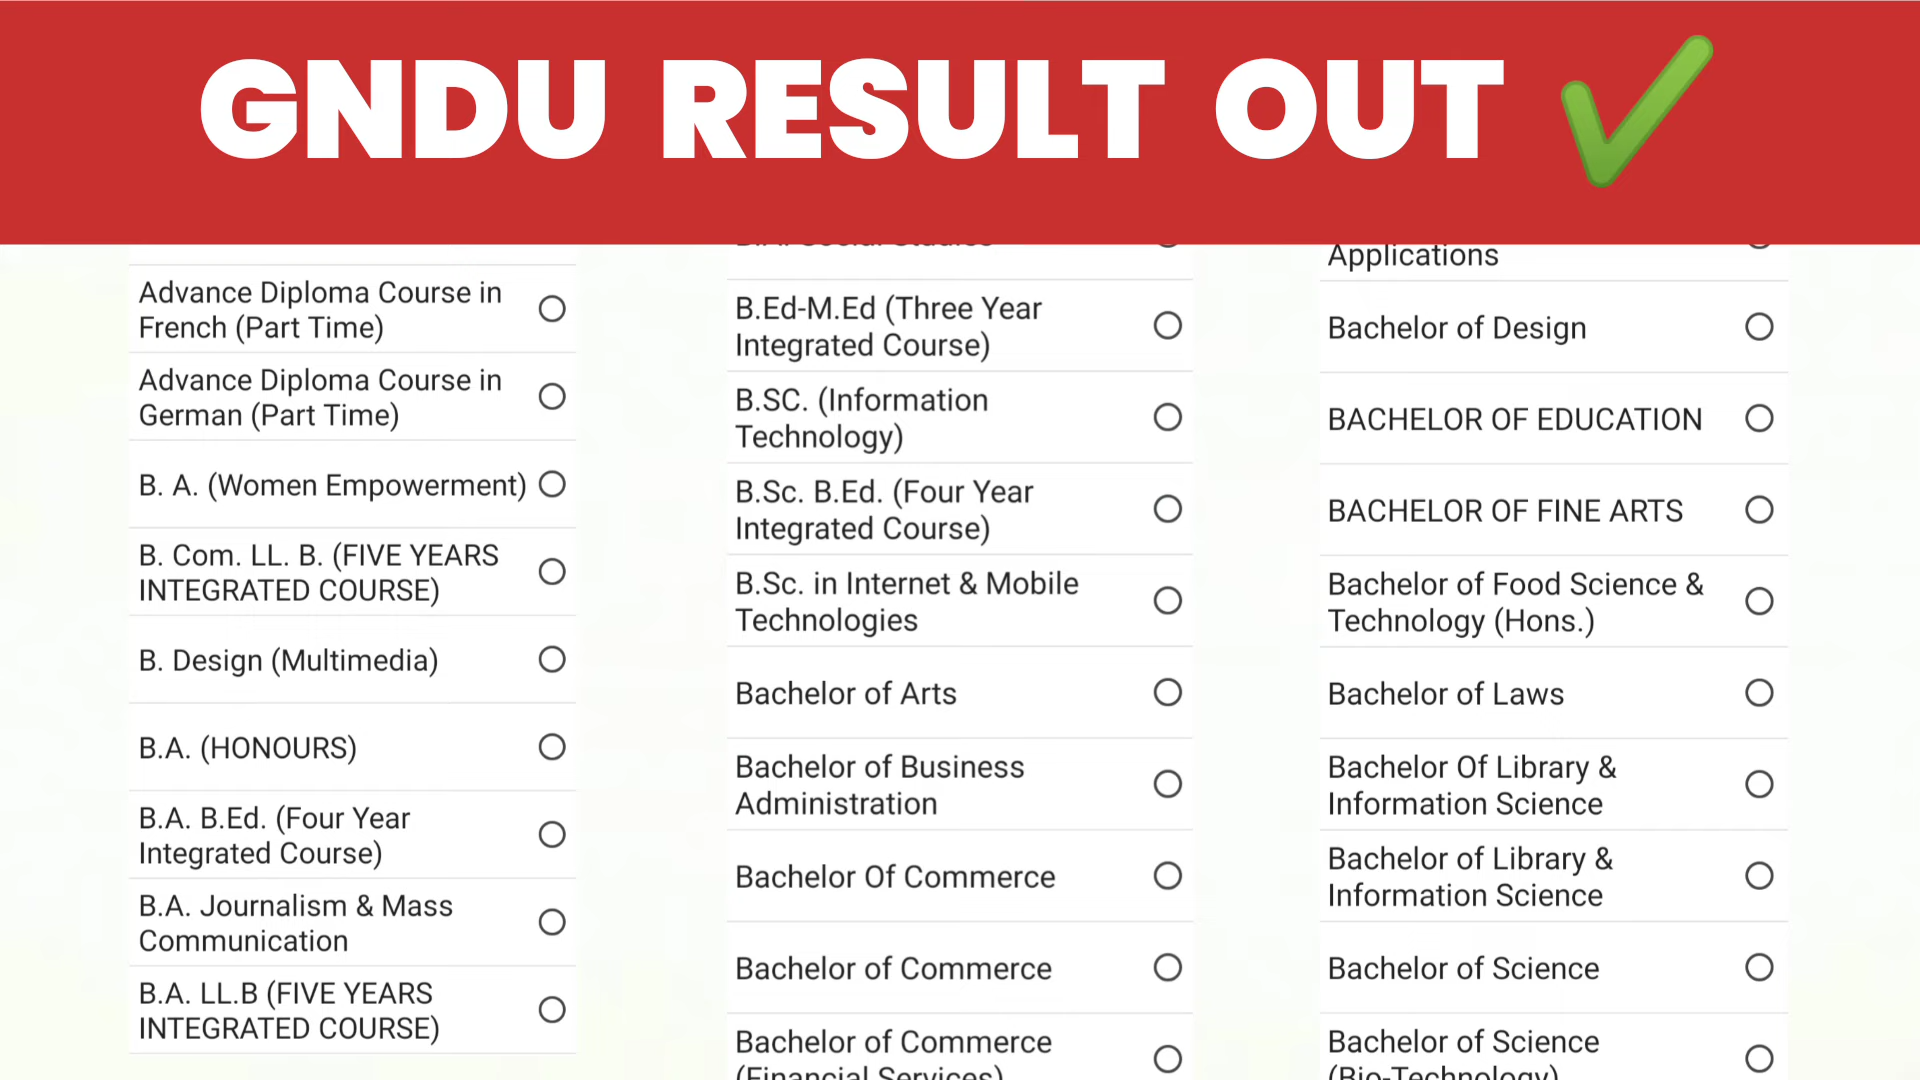 GNDU RESULT OUT
Advance Diploma Course in
French (Part Time)
Advance Diploma Course in
German (Part Time)
B. A. (Women Empowerment)
B. Com. LL. B. (FIVE YEARS
INTEGRATED COURSE)
B. Design (Multimedia)
B.A. (HONOURS)
B.A. B.Ed. (Four Year
Integrated Course)
B.A. Journalism & Mass
Communication
B.A. LL.B (FIVE YEARS
INTEGRATED COURSE)
B.Ed-M.Ed (Three Year
Integrated Course)
B.SC. (Information
Technology)
B.Sc. B.Ed. (Four Year
Integrated Course)
B.Sc. in Internet & Mobile
Technologies
Bachelor of Arts
Bachelor of Business
Administration
Bachelor Of Commerce
Bachelor of Commerce
Bachelor of Commerce
(Financial Services)
Applications
Bachelor of Design
BACHELOR OF EDUCATION
BACHELOR OF FINE ARTS
Bachelor of Food Science &
Technology (Hons.)
Bachelor of Laws
Bachelor Of Library &
Information Science
Bachelor of Library &
Information Science
Bachelor of Science
Bachelor of Science
(Bio-Technology)